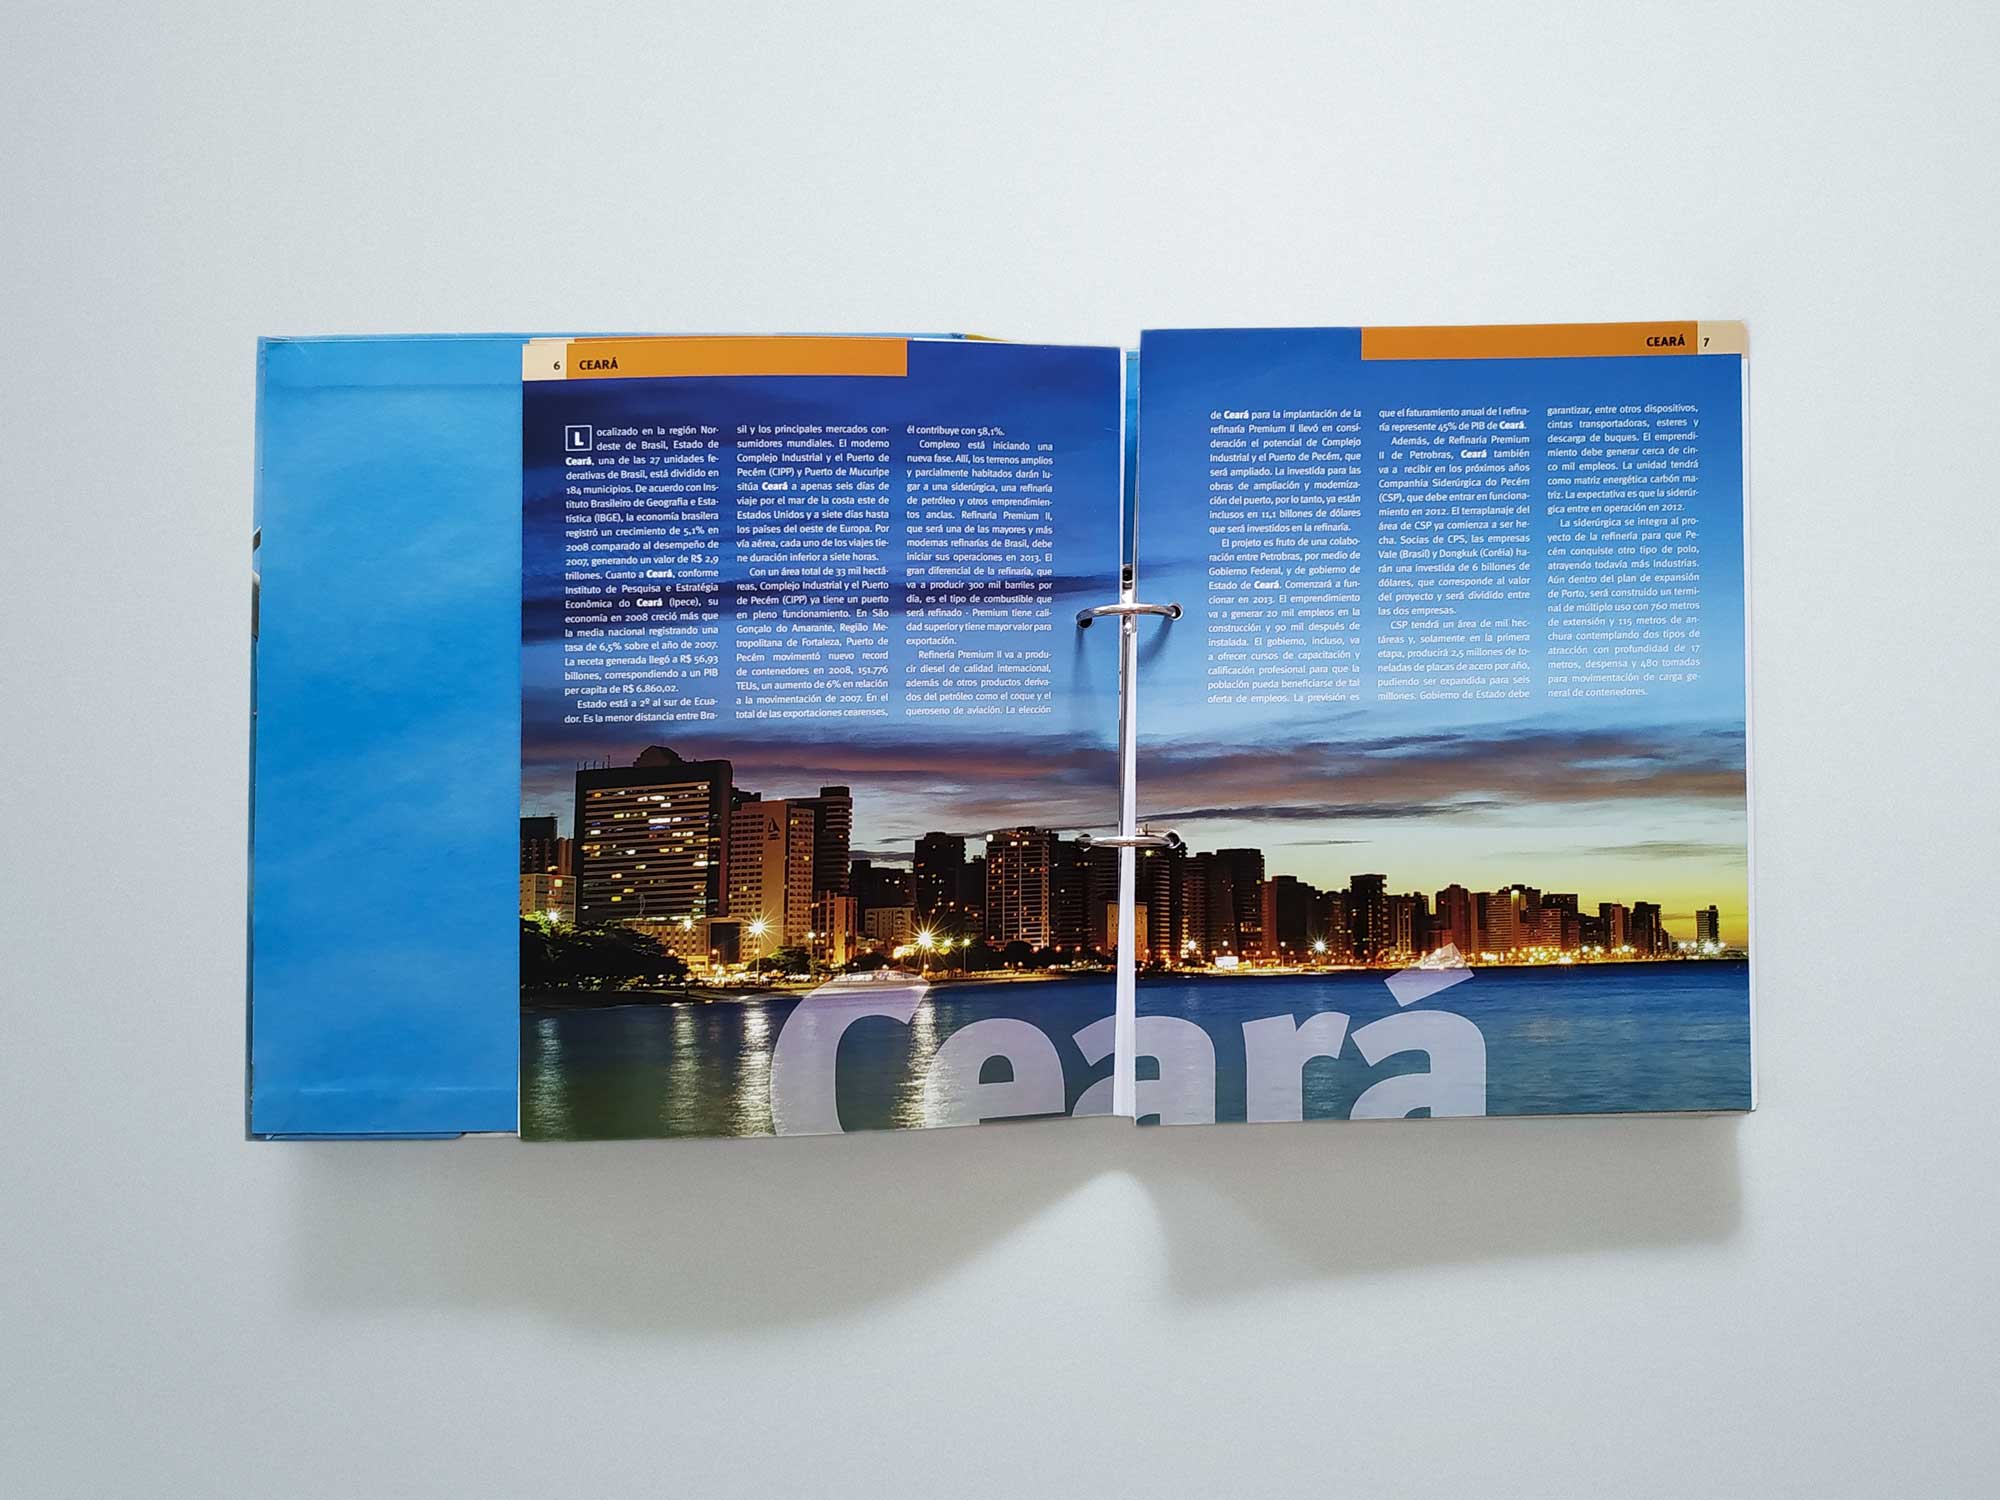 6 CEARÁ
Localizado en la región Nor-
deste de Brasil, Estado de
Ceará, una de las 27 unidades fe-
derativas de Brasil, está dividido en
184 municipios. De acuerdo con Ins-
tituto Brasileiro de Geografia e Esta-
tística (IBGE), la economía brasilera
registró un crecimiento de 5,1% en
2008 comparado al desempeño de
2007, generando un valor de R$ 2,9
trillones. Cuanto a Ceará, conforme
Instituto de Pesquisa e Estratégia
Econômica do Ceará (Ipece), su
economía en 2008 creció más que
la media nacional registrando una
tasa de 6,5% sobre el año de 2007.
La receta generada llegó a R$ 56,93
billones, correspondiendo a un PIB
per capita de R$ 6.860,02.
Estado está a 2º al sur de Ecua-
dor. Es la menor distancia entre Bra-
sil y los principales mercados con-
sumidores mundiales. El moderno
Complejo Industrial y el Puerto de
Pecém (CIPP) y Puerto de Mucuripe
sitúa Ceará a apenas seis días de
viaje por el mar de la costa este de
Estados Unidos y a siete días hasta
los países del oeste de Europa. Por
vía aérea, cada uno de los viajes tie-
ne duración inferior a siete horas.
Con un área total de 33 mil hectá-
reas, Complejo Industrial y el Puerto
de Pecém (CIPP) ya tiene un puerto
en pleno funcionamiento. En São
Gonçalo do Amarante, Região Me-
tropolitana de Fortaleza, Puerto de
Pecém movimentó nuevo record
de contenedores en 2008, 151.776
TEUs, un aumento de 6% en relación
a la movimentación de 2007. En el
total de las exportaciones cearenses,
él contribuye con 58,1%.
Complexo está iniciando una
nueva fase. Allí, los terrenos amplios
y parcialmente habitados darán lu-
gar a una siderúrgica, una refinaría
de petróleo y otros emprendimien-
tos anclas. Refinaria Premium II,
que será una de las mayores y más
modernas refinarías de Brasil, debe
iniciar sus operaciones en 2013. El
gran diferencial de la refinaría, que
va a producir 300 mil barriles por
día, es el tipo de combustible que
será refinado - Premium tiene cali-
dad superior y tiene mayor valor para
exportación.
Refinería Premium II va a produ-
cir diesel de calidad internacional,
además de otros productos deriva-
dos del petróleo como el coque y el
queroseno de aviación. La elección
CEARÁ 7
de Ceará para la implantación de la
refinaría Premium II llevó en consi-
deración el potencial de Complejo
Industrial y el Puerto de Pecém, que
será ampliado. La investida para las
obras de ampliación y moderniza-
ción del puerto, por lo tanto, ya están
inclusos en 11,1 billones de dólares
que será investidos en la refinaría.
El projeto es fruto de una colabo-
ración entre Petrobras, por medio de
Gobierno Federal, y de gobierno de
Estado de Ceará. Comenzará a fun-
cionar en 2013. El emprendimiento
va a generar 20 mil empleos en la
construcción y 90 mil después de
instalada. El gobierno, incluso, va
a ofrecer cursos de capacitación y
calificación profesional para que la
población pueda beneficiarse de tal
oferta de empleos. La previsión es
que el faturamiento anual de l refina-
ría represente 45% de PIB de Ceará.
Además, de Refinaría Premium
II de Petrobras, Ceará también
va a recibir en los próximos años
Companhia Siderúrgica do Pecém
(CSP), que debe entrar en funciona-
miento en 2012. El terraplanaje del
área de CSP ya comienza a ser he-
cha. Socias de CPS, las empresas
Vale (Brasil) y Dongkuk (Coréia) ha-
rán una investida de 6 billones de
dólares, que corresponde al valor
del proyecto y será dividido entre
las dos empresas.
CSP tendrá un área de mil hec-
táreas y, solamente en la primera
etapa, producirá 2,5 millones de to-
neladas de placas de acero por año,
pudiendo ser expandida para seis
millones. Gobierno de Estado debe
garantizar, entre otros dispositivos,
cintas transportadoras, esteres y
descarga de buques. El emprendi-
miento debe generar cerca de cin-
co mil empleos. La unidad tendrá
como matriz energética carbón ma-
triz. La expectativa es que la siderúr-
gica entre en operación en 2012.
La siderúrgica se integra al pro-
yecto de la refinería para que Pe-
cém conquiste otro tipo de polo,
atrayendo todavía más industrias.
Aún dentro del plan de expansión
de Porto, será construido un termi-
nal de múltiplo uso con 760 metros
de extensión y 115 metros de an-
chura contemplando dos tipos de
atracción con profundidad de 17
metros, despensa y 480 tomadas
para movimentación de carga ge-
neral de contenedores.
Ceará